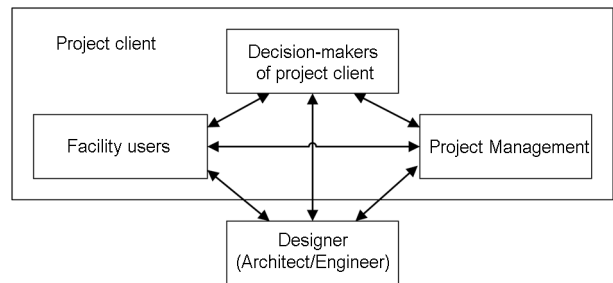 Project client
Decision-makers
of project client
Facility users
Project Management
Designer
(Architect/Engineer)